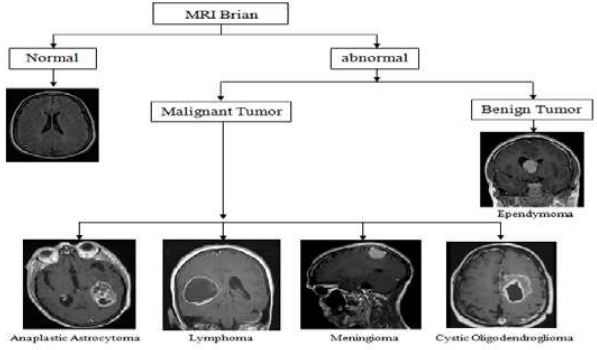 MRI Brian
Normal
abnormal
Malignant Tumor
Benign Tumor
Ependymoma
Anaplastic Astrocytoma
Lymphoma
Meningioma
Cystic Oligodendroglioma